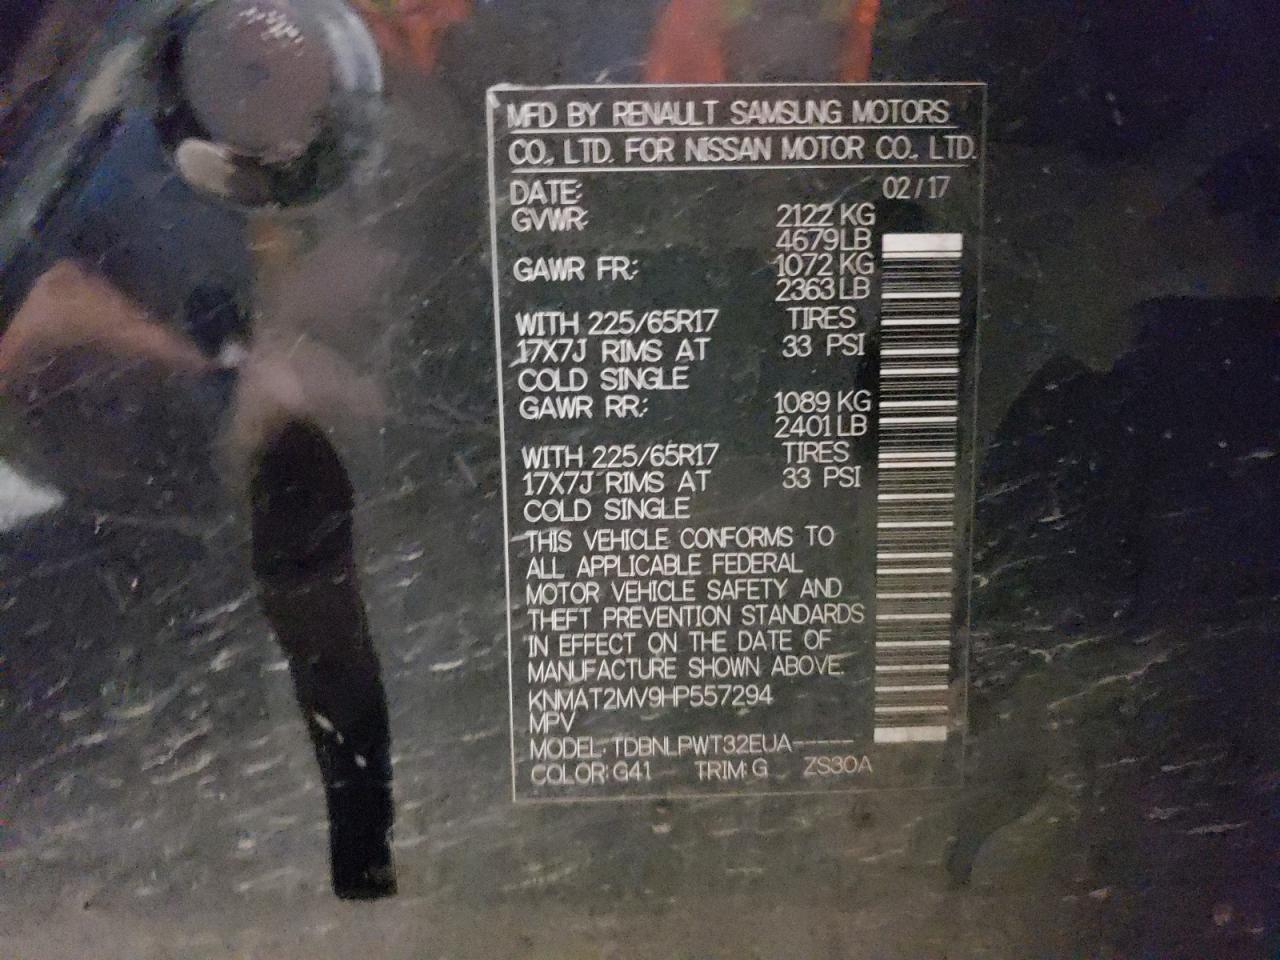 MFD BY RENAULT SAMSUNG MOTORS
CO., LTD. FOR NISSAN MOTOR CO., LTD.
DATE: 02/17
GVWR: 2122 KG
4679 LB
GAWR FR: 1072 KG
2363 LB
WITH 225/65R17 TIRES
17X7J RIMS AT 33 PSI
COLD SINGLE
GAWR RR: 1089 KG
2401 LB
WITH 225/65R17 TIRES
17X7J RIMS AT 33 PSI
COLD SINGLE
THIS VEHICLE CONFORMS TO
ALL APPLICABLE FEDERAL
MOTOR VEHICLE SAFETY AND
THEFT PREVENTION STANDARDS
IN EFFECT ON THE DATE OF
MANUFACTURE SHOWN ABOVE.
KNMAT2MV9HP557294
MPV
MODEL: TDBNLPWT32EUA-----
COLOR: G41 TRIM: G ZS30A